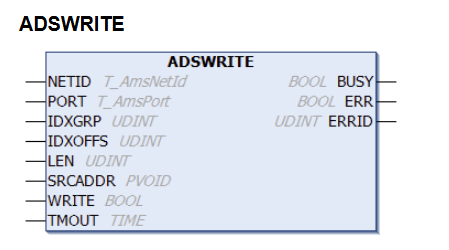 ADSWRITE
ADSWRITE
NETID T_AmsNetId BOOL BUSY
PORT T_AmsPort BOOL ERR
IDXGRP UDINT UDINT ERRID
IDXOFFS UDINT
LEN UDINT
SRCADDR PVOID
WRITE BOOL
TMOUT TIME